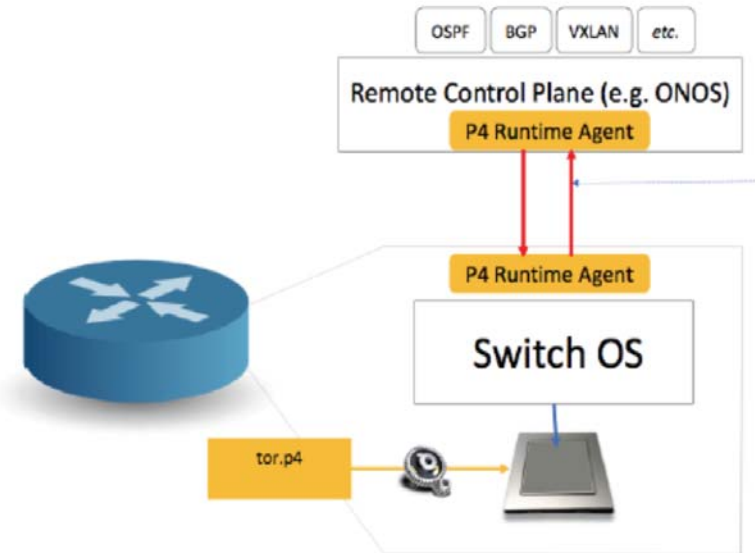 OSPF
BGP
VXLAN
etc.
Remote Control Plane (e.g. ONOS)
P4 Runtime Agent
P4 Runtime Agent
Switch OS
tor.p4